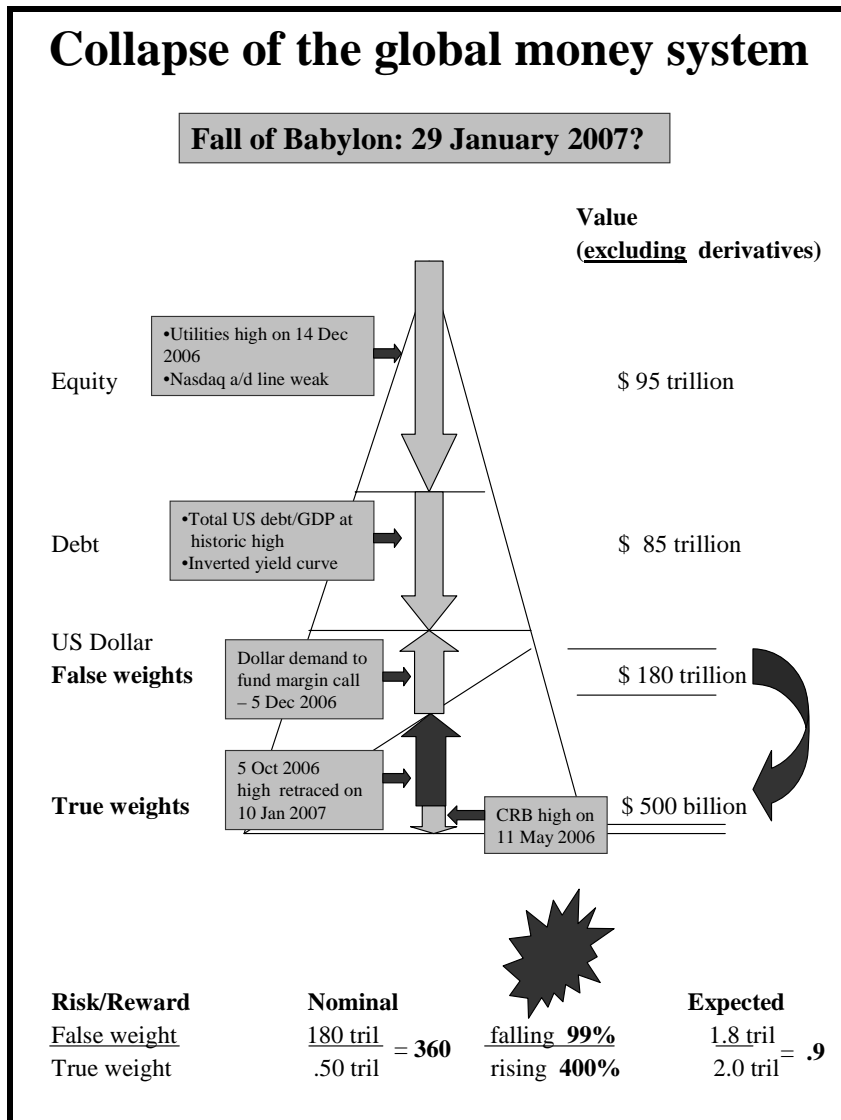 Collapse of the global money system
Fall of Babylon: 29 January 2007?
Value
(excluding derivatives)
•Utilities high on 14 Dec
2006
•Nasdaq a/d line weak
Equity
$ 95 trillion
•Total US debt/GDP at
historic high
•Inverted yield curve
Debt
$ 85 trillion
US Dollar
False weights
Dollar demand to
fund margin call
– 5 Dec 2006
$ 180 trillion
5 Oct 2006
high retraced on
10 Jan 2007
True weights
CRB high on
11 May 2006
$ 500 billion
Risk/Reward Nominal Expected
False weight 180 tril falling 99% 1.8 tril
= 360 = .9
True weight .50 tril rising 400% 2.0 tril